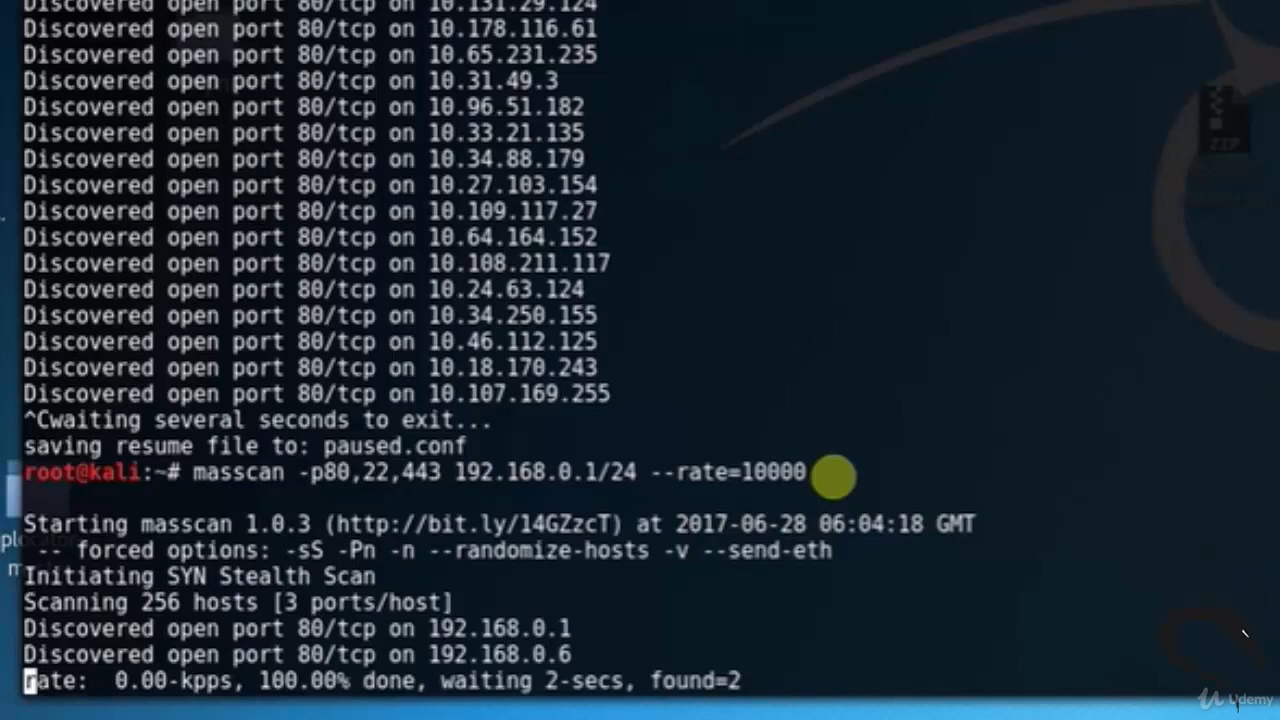 Discovered open port 80/tcp on 10.131.29.124
Discovered open port 80/tcp on 10.178.116.61
Discovered open port 80/tcp on 10.65.231.235
Discovered open port 80/tcp on 10.31.49.3
Discovered open port 80/tcp on 10.96.51.182
Discovered open port 80/tcp on 10.33.21.135
Discovered open port 80/tcp on 10.34.88.179
Discovered open port 80/tcp on 10.27.103.154
Discovered open port 80/tcp on 10.109.117.27
Discovered open port 80/tcp on 10.64.164.152
Discovered open port 80/tcp on 10.108.211.117
Discovered open port 80/tcp on 10.24.63.124
Discovered open port 80/tcp on 10.34.250.155
Discovered open port 80/tcp on 10.46.112.125
Discovered open port 80/tcp on 10.18.170.243
Discovered open port 80/tcp on 10.107.169.255
^Cwaiting several seconds to exit...
saving resume file to: paused.conf
root@kali:~# masscan -p80,22,443 192.168.0.1/24 --rate=10000
Starting masscan 1.0.3 (http://bit.ly/14GZzcT) at 2017-06-28 06:04:18 GMT
-- forced options: -sS -Pn -n --randomize-hosts -v --send-eth
Initiating SYN Stealth Scan
Scanning 256 hosts [3 ports/host]
Discovered open port 80/tcp on 192.168.0.1
Discovered open port 80/tcp on 192.168.0.6
rate: 0.00-kpps, 100.00% done, waiting 2-secs, found=2
ZIP
Udemy